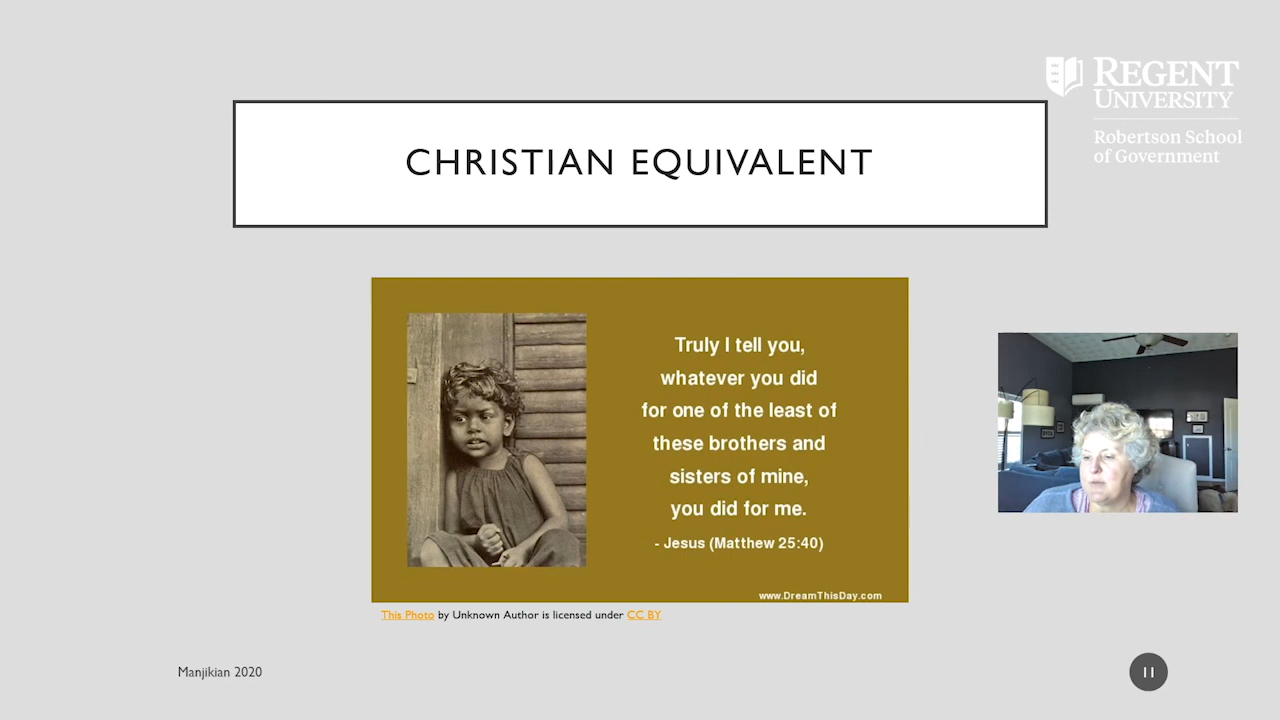 REGENT
UNIVERSITY
Robertson School
of Government
CHRISTIAN EQUIVALENT
Truly I tell you,
whatever you did
for one of the least of
these brothers and
sisters of mine,
you did for me.
- Jesus (Matthew 25:40)
www.DreamThisDay.com
This Photo by Unknown Author is licensed under CC BY
Manjikian 2020
11